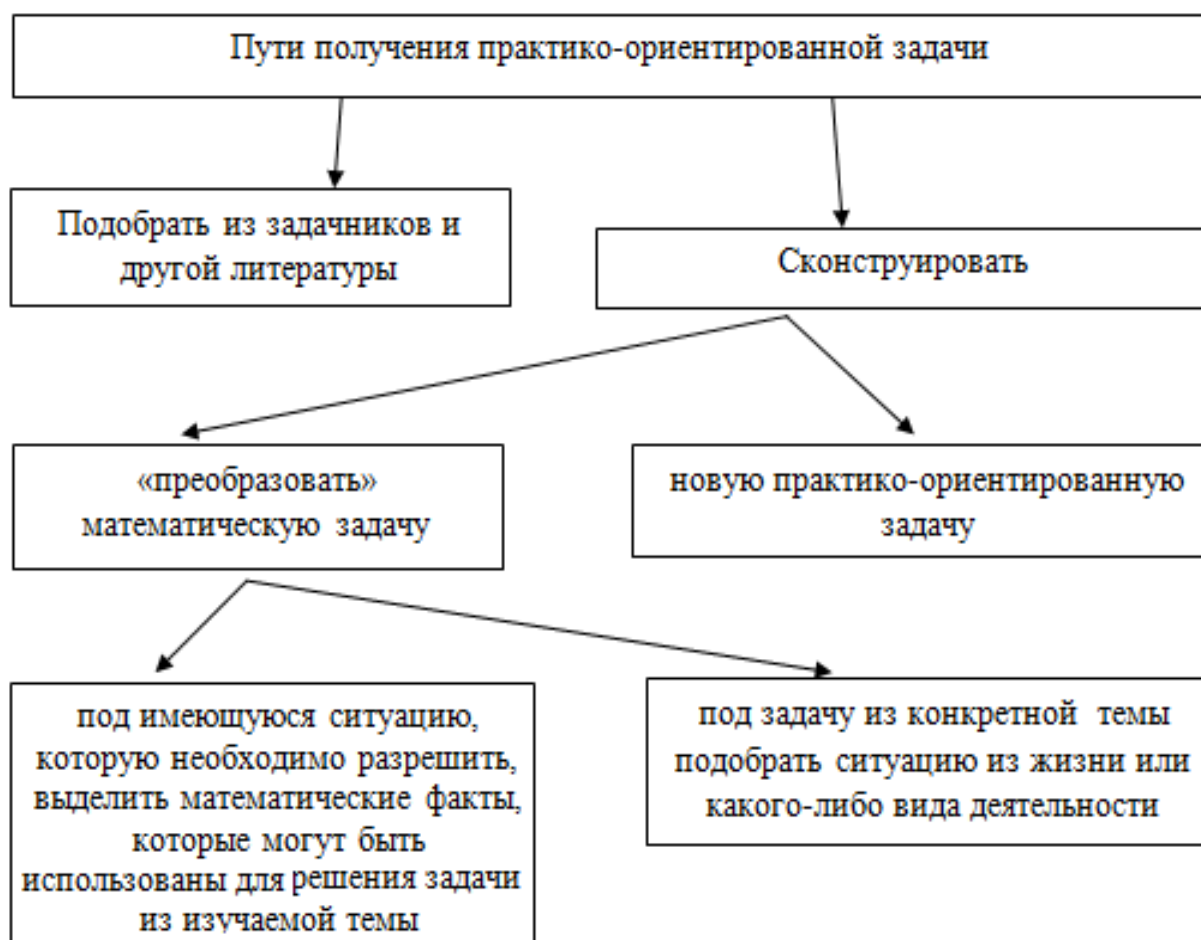 Пути получения практико-ориентированной задачи
Подобрать из задачников и
другой литературы
Сконструировать
«преобразовать»
математическую задачу
новую практико-ориентированную
задачу
под имеющуюся ситуацию,
которую необходимо разрешить,
выделить математические факты,
которые могут быть
использованы для решения задачи
из изучаемой темы
под задачу из конкретной темы
подобрать ситуацию из жизни или
какого-либо вида деятельности